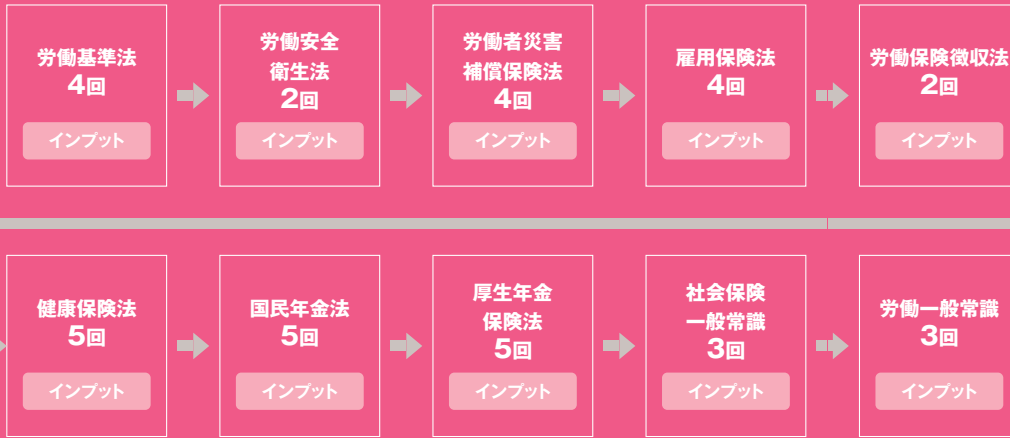 労働基準法
4回
インプット
労働安全
衛生法
2回
インプット
労働者災害
補償保険法
4回
インプット
雇用保険法
4回
インプット
労働保険徴収法
2回
インプット
健康保険法
5回
インプット
国民年金法
5回
インプット
厚生年金
保険法
5回
インプット
社会保険
一般常識
3回
インプット
労働一般常識
3回
インプット